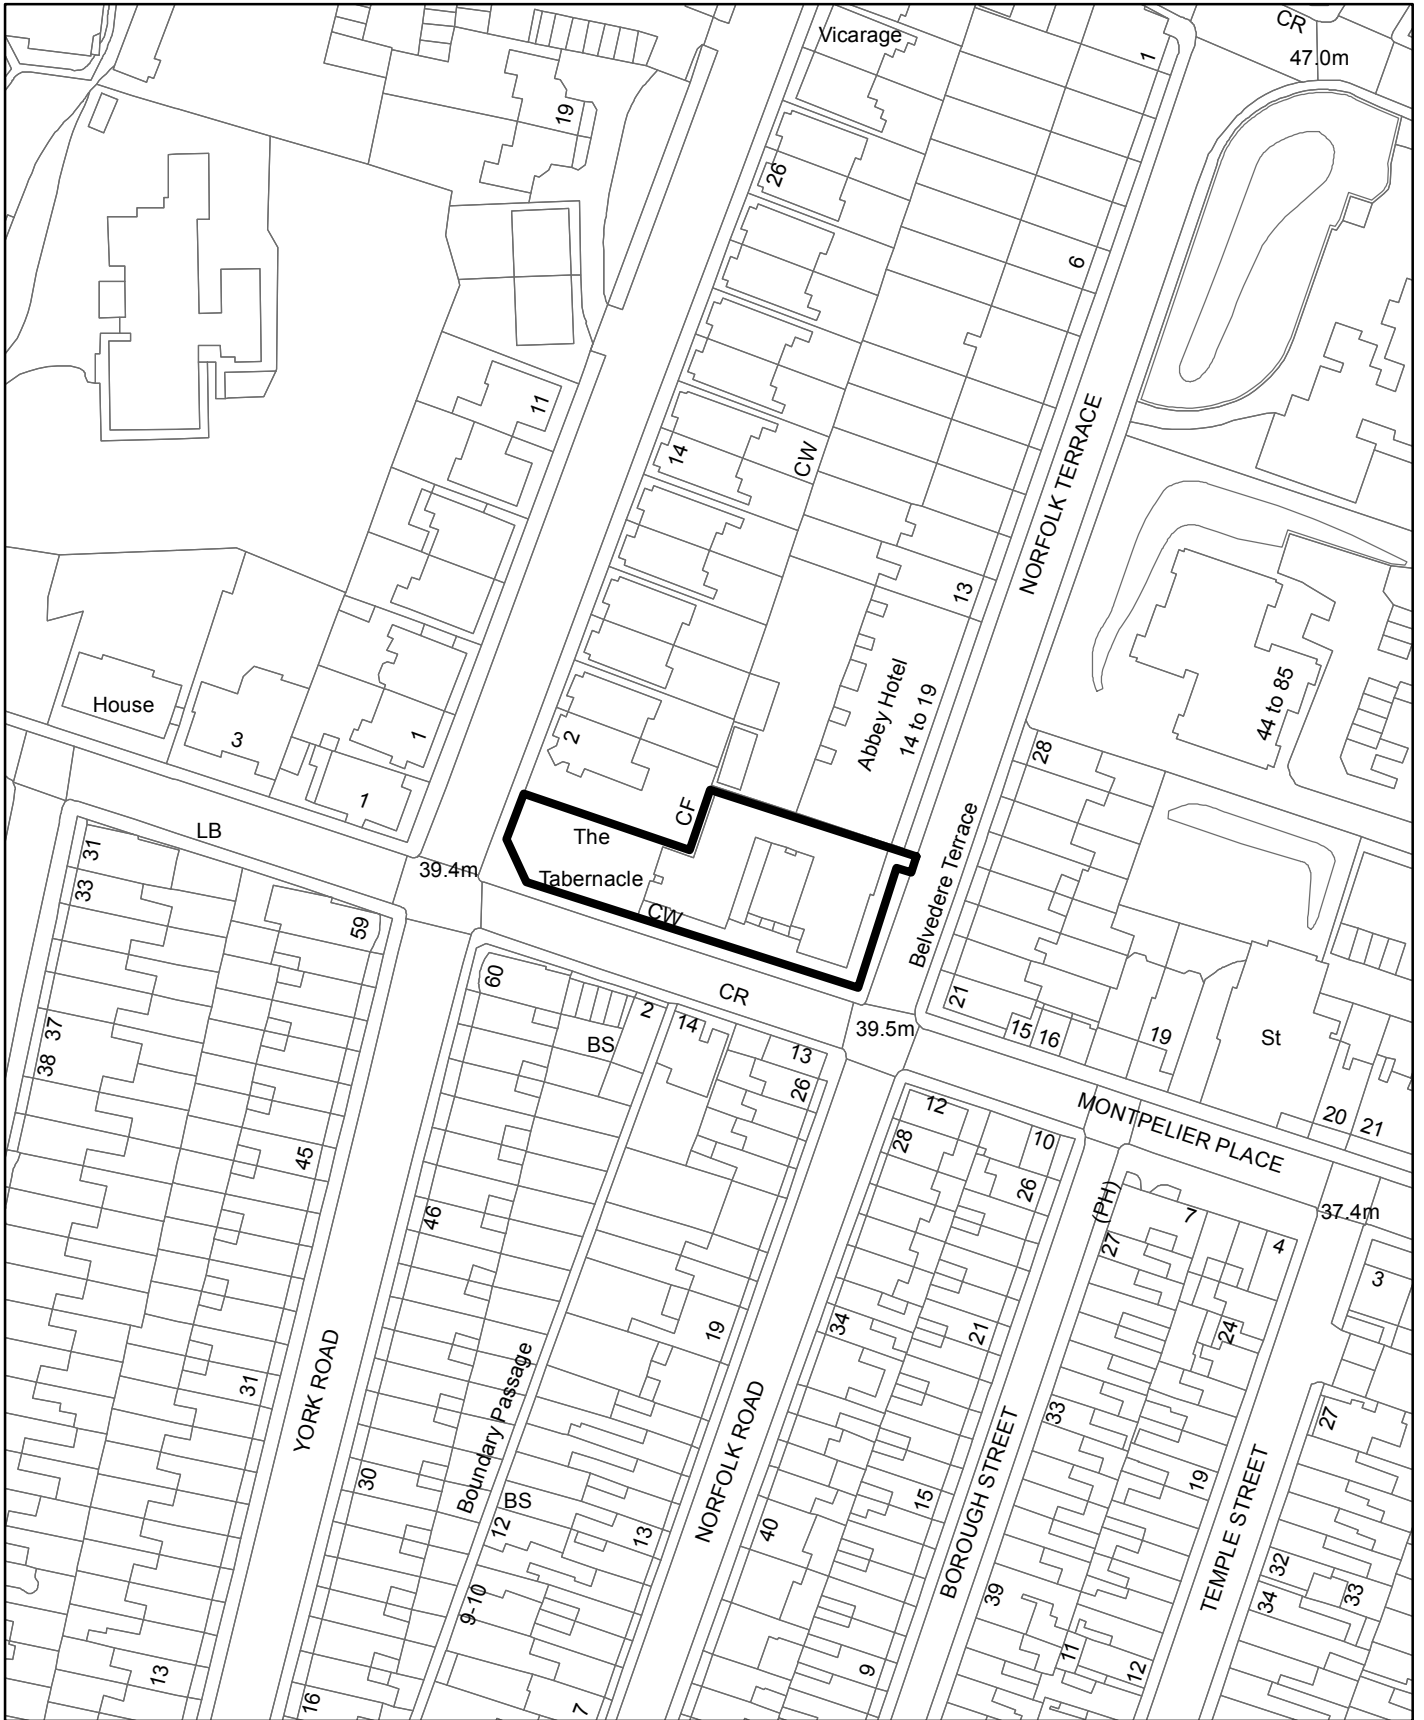 Vicarage
CR
47.0m
1
19
26
6
11
14
CW
NORFOLK TERRACE
13
Abbey Hotel
14 to 19
44 to 85
House
3
1
1
2
28
LB
31
33
39.4m
The
Tabernacle
CF
CW
Belvedere Terrace
59
60
CR
21
15
16
19
St
39.5m
37
38
BS
2
14
13
26
12
10
28
26
MONTPELIER PLACE
20
21
45
46
(PH)
27
7
4
37.4m
3
19
34
21
24
31
YORK ROAD
Boundary Passage
NORFOLK ROAD
33
27
30
BS
12
13
40
15
BOROUGH STREET
19
TEMPLE STREET
9-10
39
32
33
34
13
16
7
9
11
12